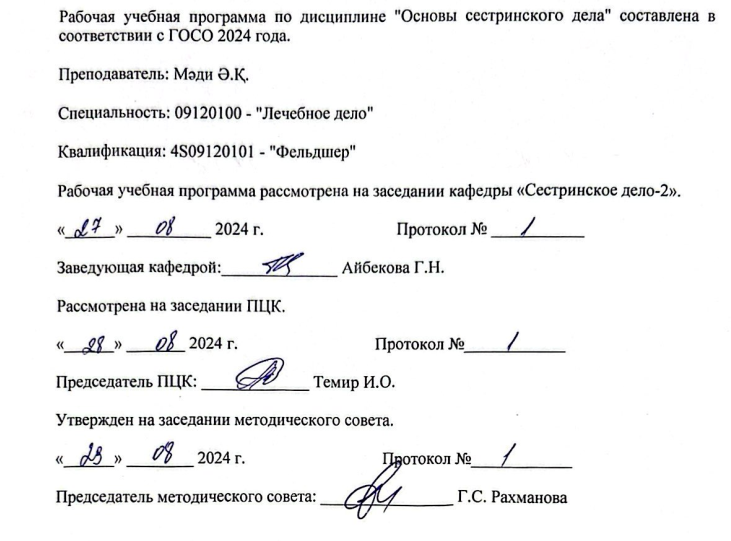 Рабочая учебная программа по дисциплине "Основы сестринского дела" составлена в
соответствии с ГОСО 2024 года.
Преподаватель: Мәди Ә.Қ.
Специальность: 09120100 - "Лечебное дело"
Квалификация: 4S09120101 - "Фельдшер"
Рабочая учебная программа рассмотрена на заседании кафедры «Сестринское дело-2».
« 27 » 08 2024 г. Протокол № 1
Заведующая кафедрой: Айбекова Г.Н.
Рассмотрена на заседании ПЦК.
« 28 » 08 2024 г. Протокол № 1
Председатель ПЦК: Темир И.О.
Утвержден на заседании методического совета.
« » 08 2024 г. Протокол № 1
Председатель методического совета: Г.С. Рахманова